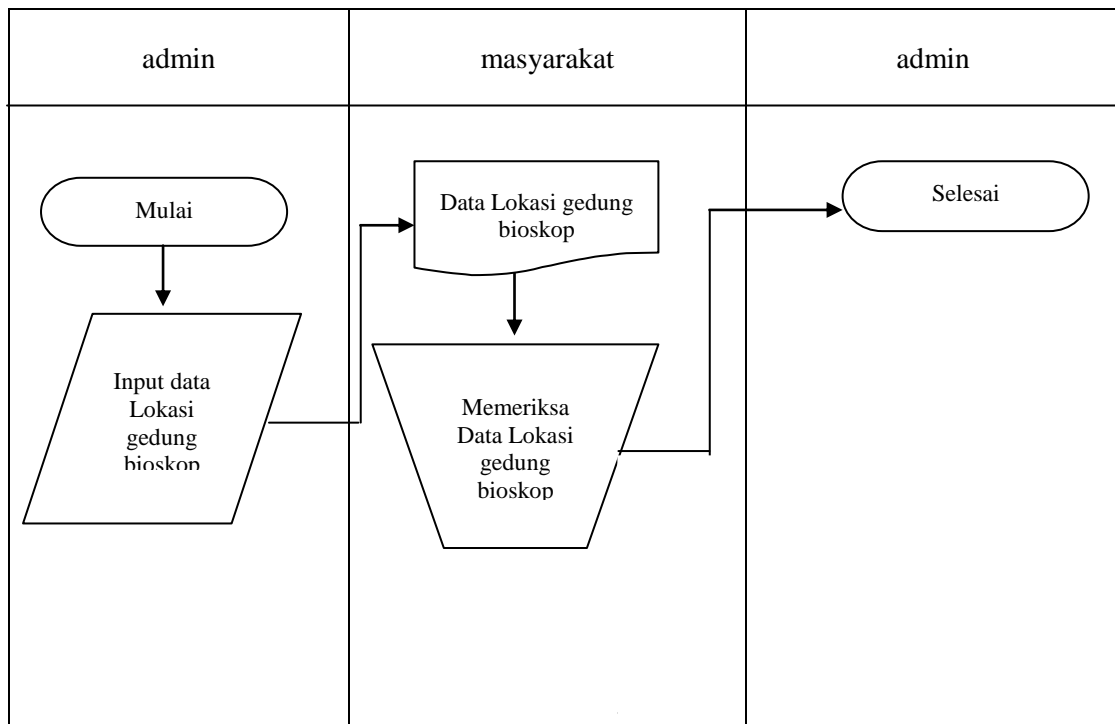 admin
masyarakat
admin
Mulai
Input data
Lokasi
gedung
bioskop
Data Lokasi gedung
bioskop
Memeriksa
Data Lokasi
gedung
bioskop
Selesai